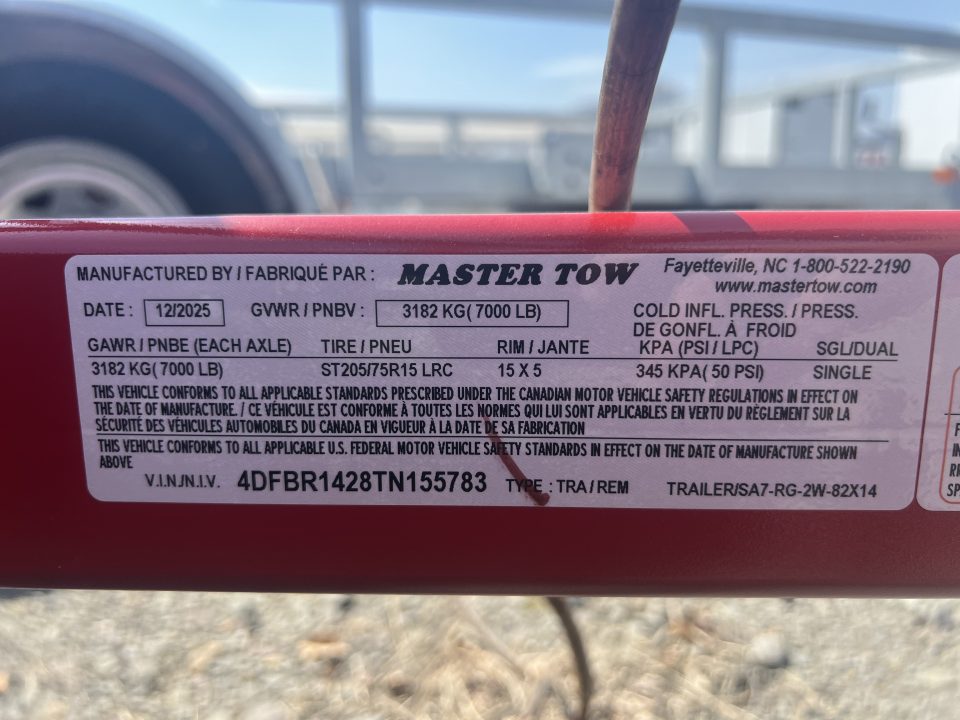 MANUFACTURED BY / FABRIQUÉ PAR : MASTER TOW Fayetteville, NC 1-800-522-2190
www.mastertow.com
DATE : 12/2025 GVWR / PNBV : 3182 KG( 7000 LB) COLD INFL. PRESS. / PRESS.
DE GONFL. À FROID
GAWR / PNBE (EACH AXLE) TIRE / PNEU RIM / JANTE KPA (PSI / LPC) SGL/DUAL
3182 KG( 7000 LB) ST205/75R15 LRC 15 X 5 345 KPA( 50 PSI) SINGLE
THIS VEHICLE CONFORMS TO ALL APPLICABLE STANDARDS PRESCRIBED UNDER THE CANADIAN MOTOR VEHICLE SAFETY REGULATIONS IN EFFECT ON
THE DATE OF MANUFACTURE. / CE VÉHICULE EST CONFORME À TOUTES LES NORMES QUI LUI SONT APPLICABLES EN VERTU DU RÈGLEMENT SUR LA
SÉCURITÉ DES VÉHICULES AUTOMOBILES DU CANADA EN VIGUEUR À LA DATE DE SA FABRICATION
THIS VEHICLE CONFORMS TO ALL APPLICABLE U.S. FEDERAL MOTOR VEHICLE SAFETY STANDARDS IN EFFECT ON THE DATE OF MANUFACTURE SHOWN
ABOVE
V.I.N./N.I.V. 4DFBR1428TN155783 TYPE : TRA / REM TRAILER/SA7-RG-2W-82X14